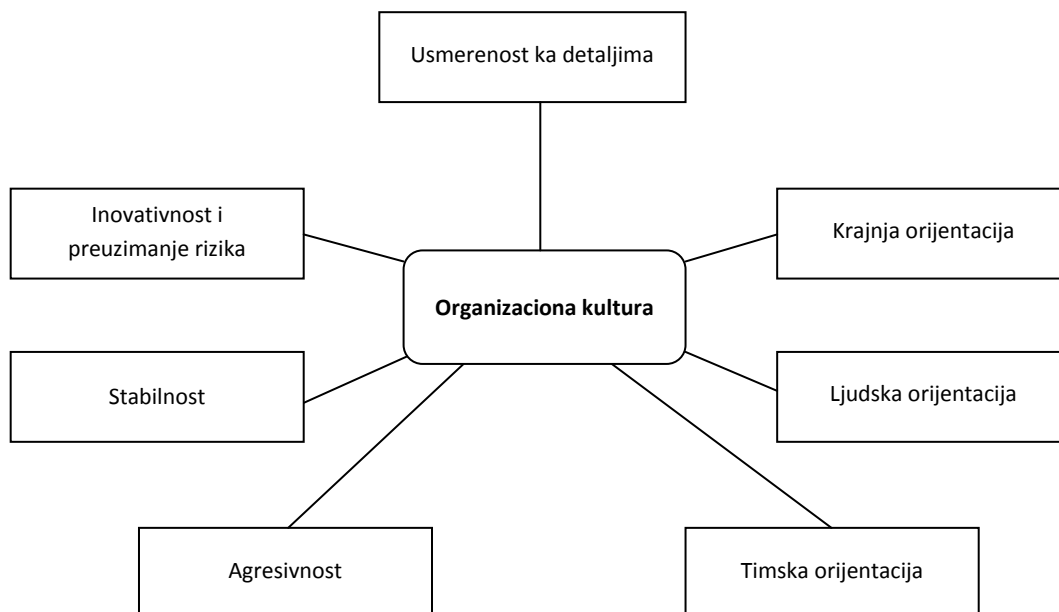 Usmerenost ka detaljima
Inovativnost i
preuzimanje rizika
Krajnja orijentacija
Organizaciona kultura
Stabilnost
Ljudska orijentacija
Agresivnost
Timska orijentacija